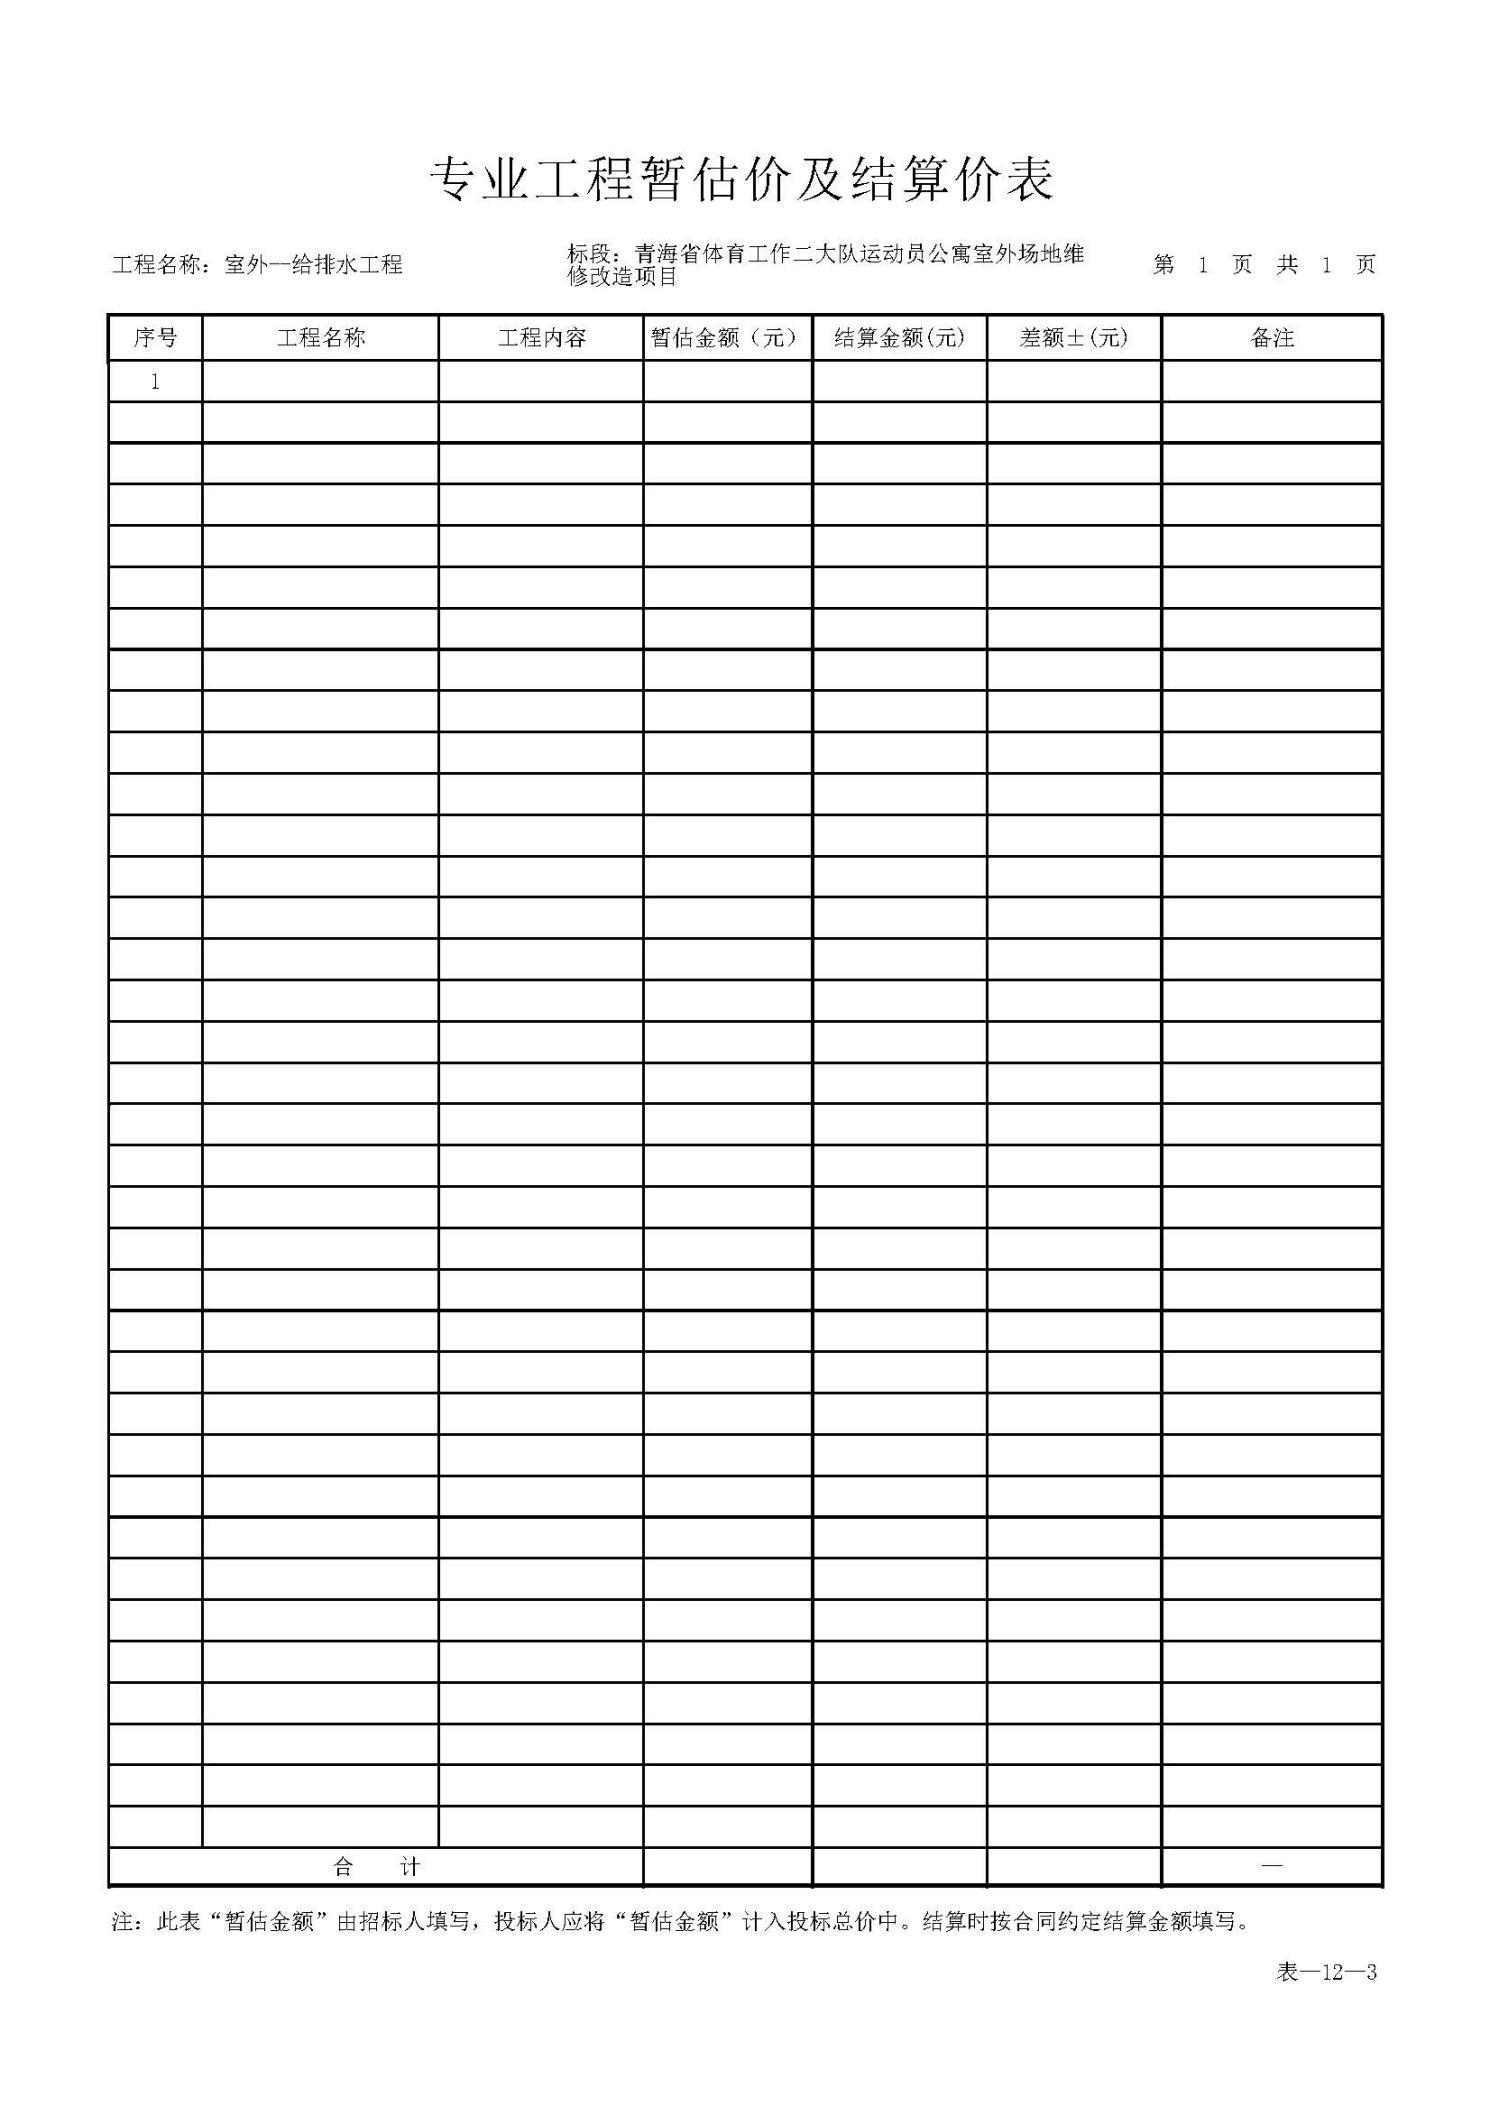 专业工程暂估价及结算价表
工程名称：室外--给排水工程
标段：青海省体育工作二大队运动员公寓室外场地维
修改造项目
第 1 页 共 1 页
序号 工程名称 工程内容 暂估金额（元） 结算金额(元) 差额±(元) 备注
1
合 计 —
注：此表“暂估金额”由招标人填写，投标人应将“暂估金额”计入投标总价中。结算时按合同约定结算金额填写。
表—12—3